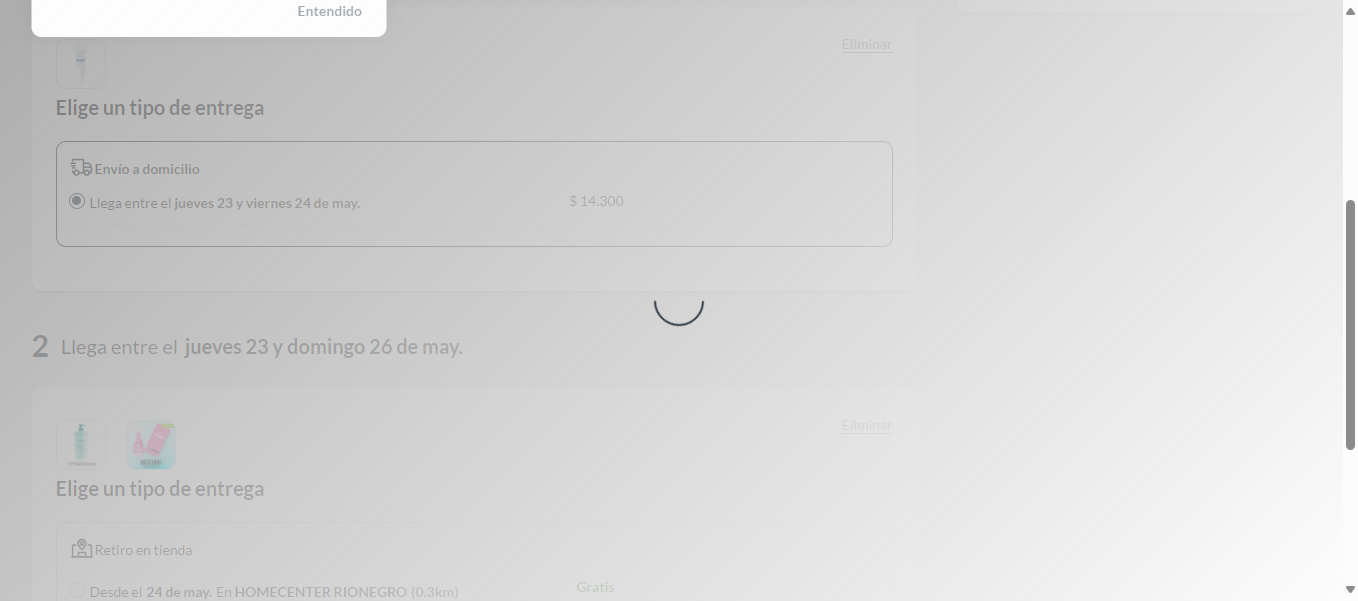 Entendido
Eliminar
Elige un tipo de entrega
Envío a domicilio
Llega entre el jueves 23 y viernes 24 de may.
$ 14.300
2 Llega entre el jueves 23 y domingo 26 de may.
Eliminar
Elige un tipo de entrega
Retiro en tienda
Desde el 24 de may. En HOMECENTER RIONEGRO (0.3km)
Gratis